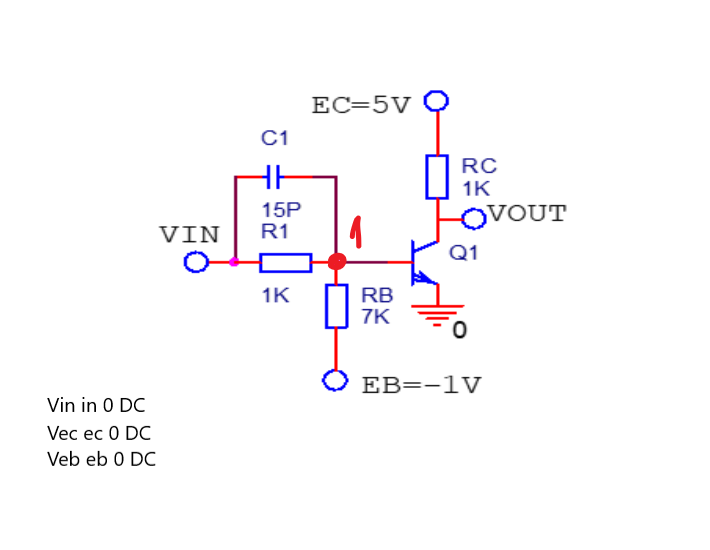 EC=5V
C1
RC
1K
15P
VOUT
R1
1
VIN
Q1
1K
RB
7K
0
EB=-1V
Vin in 0 DC
Vec ec 0 DC
Veb eb 0 DC